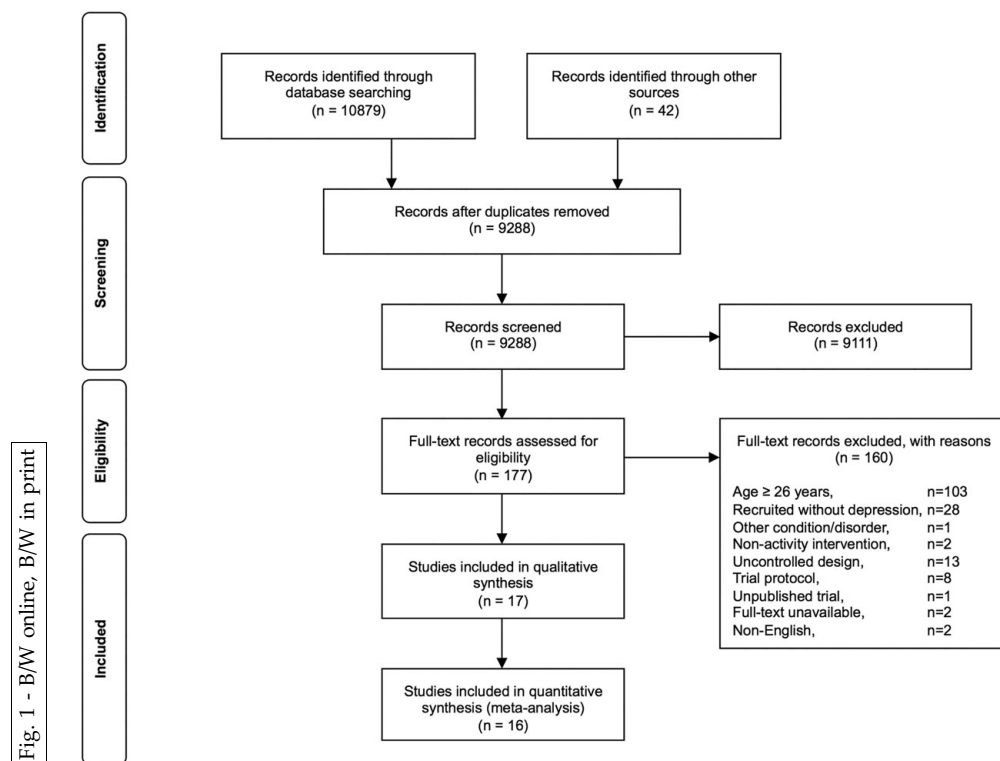 Identification
Records identified through
database searching
(n = 10879)
Records identified through other
sources
(n = 42)
Screening
Records after duplicates removed
(n = 9288)
Records screened
(n = 9288)
Records excluded
(n = 9111)
Eligibility
Full-text records assessed for
eligibility
(n = 177)
Full-text records excluded, with reasons
(n = 160)
Age ≥ 26 years, n=103
Recruited without depression, n=28
Other condition/disorder, n=1
Non-activity intervention, n=2
Uncontrolled design, n=13
Trial protocol, n=8
Unpublished trial, n=1
Full-text unavailable, n=2
Non-English, n=2
Included
Studies included in qualitative
synthesis
(n = 17)
Studies included in quantitative
synthesis (meta-analysis)
(n = 16)
Fig. 1 - B/W online, B/W in print